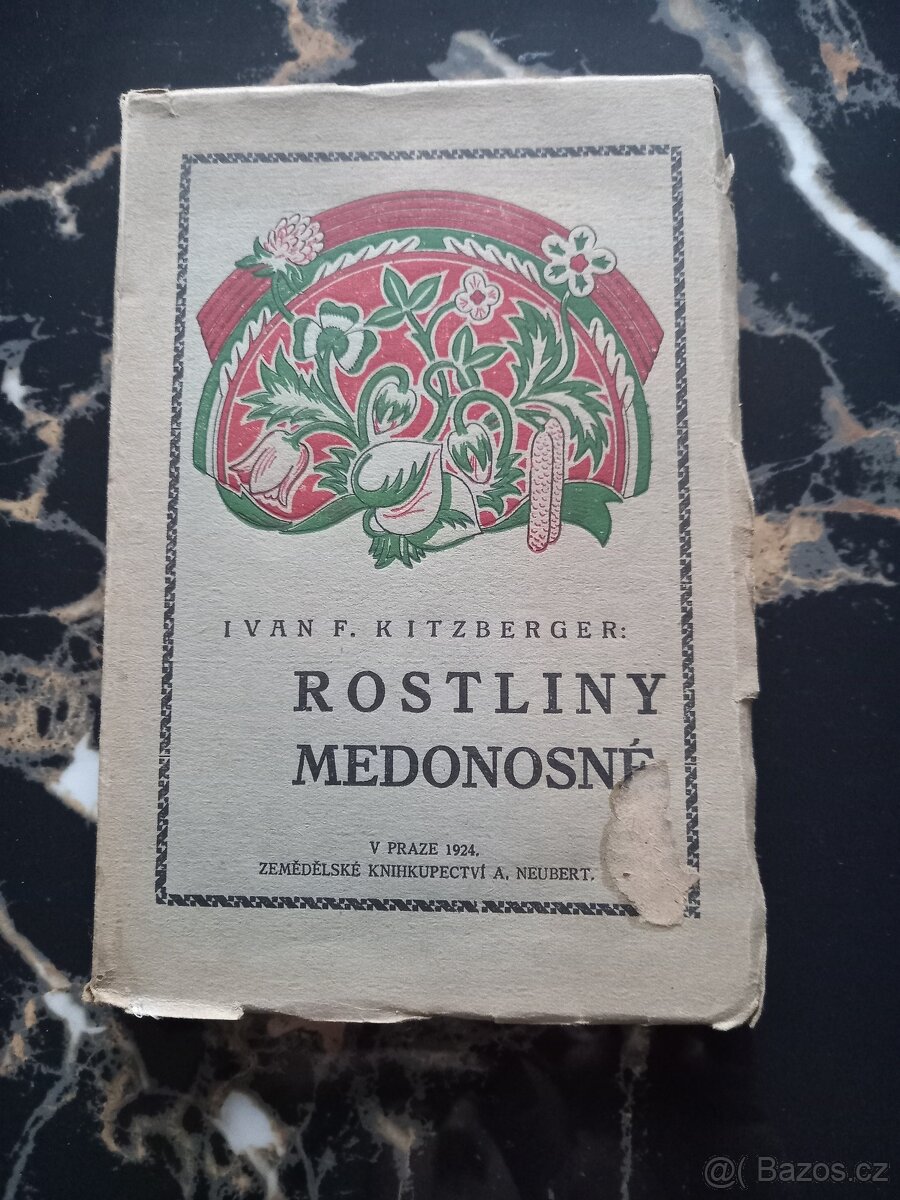 IVAN F. KITZBERGER:
ROSTLINY
MEDONOSNÉ
V PRAZE 1924,
ZEMĚDĚLSKÉ KNIHKUPECTVÍ A. NEUBERT.
@( Bazos.cz